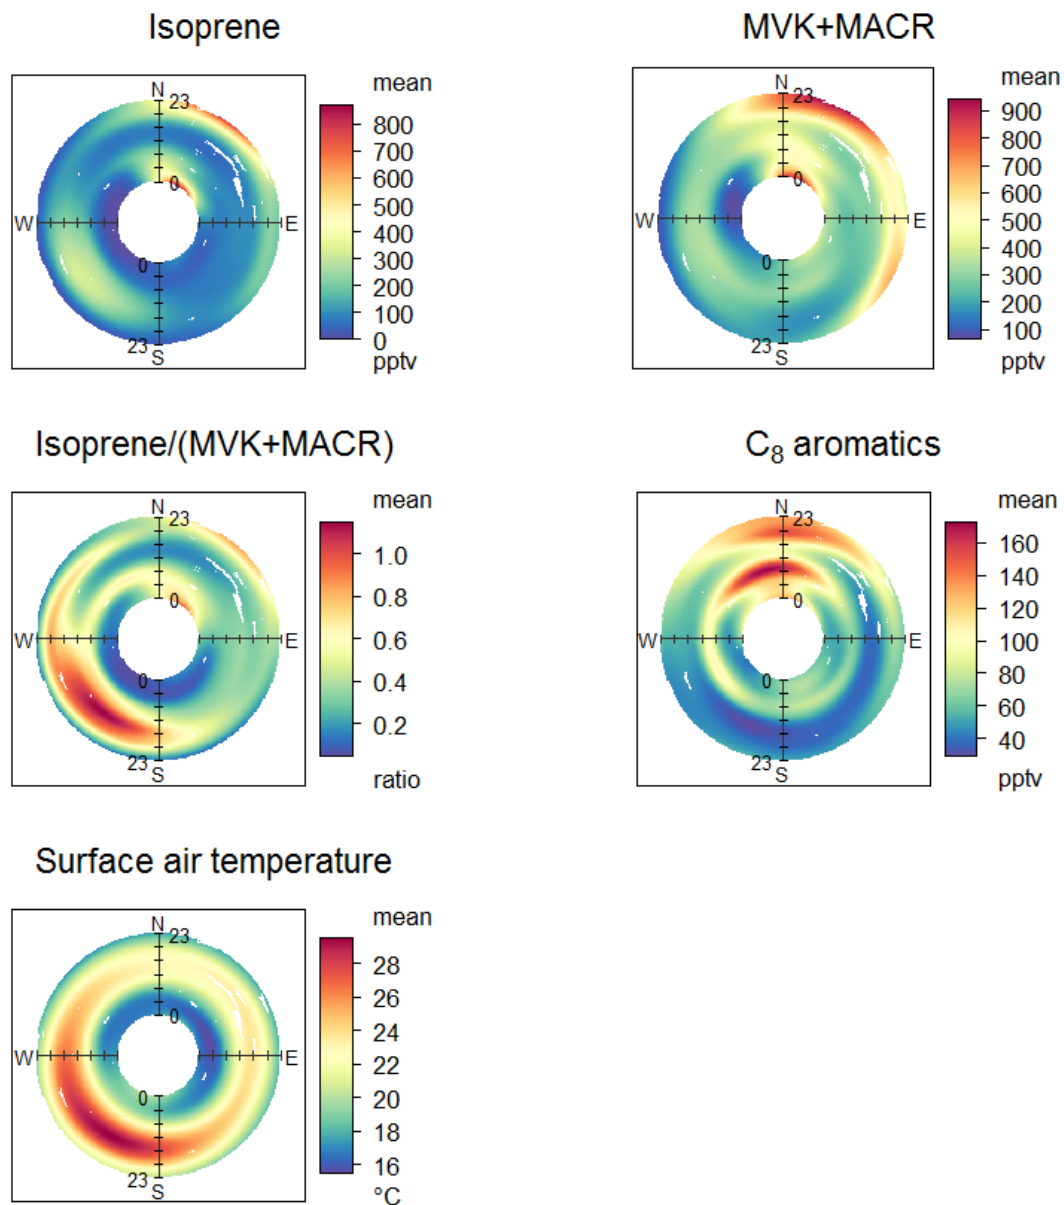 Isoprene
mean
N
23
0
W
E
0
23
S
800
700
600
500
400
300
200
100
0
pptv
MVK+MACR
mean
N
23
0
W
E
0
23
S
900
800
700
600
500
400
300
200
100
pptv
Isoprene/(MVK+MACR)
mean
N
23
0
W
E
0
23
S
1.0
0.8
0.6
0.4
0.2
ratio
C₈ aromatics
mean
N
23
0
W
E
0
23
S
160
140
120
100
80
60
40
pptv
Surface air temperature
mean
N
23
0
W
E
0
23
S
28
26
24
22
20
18
16
°C